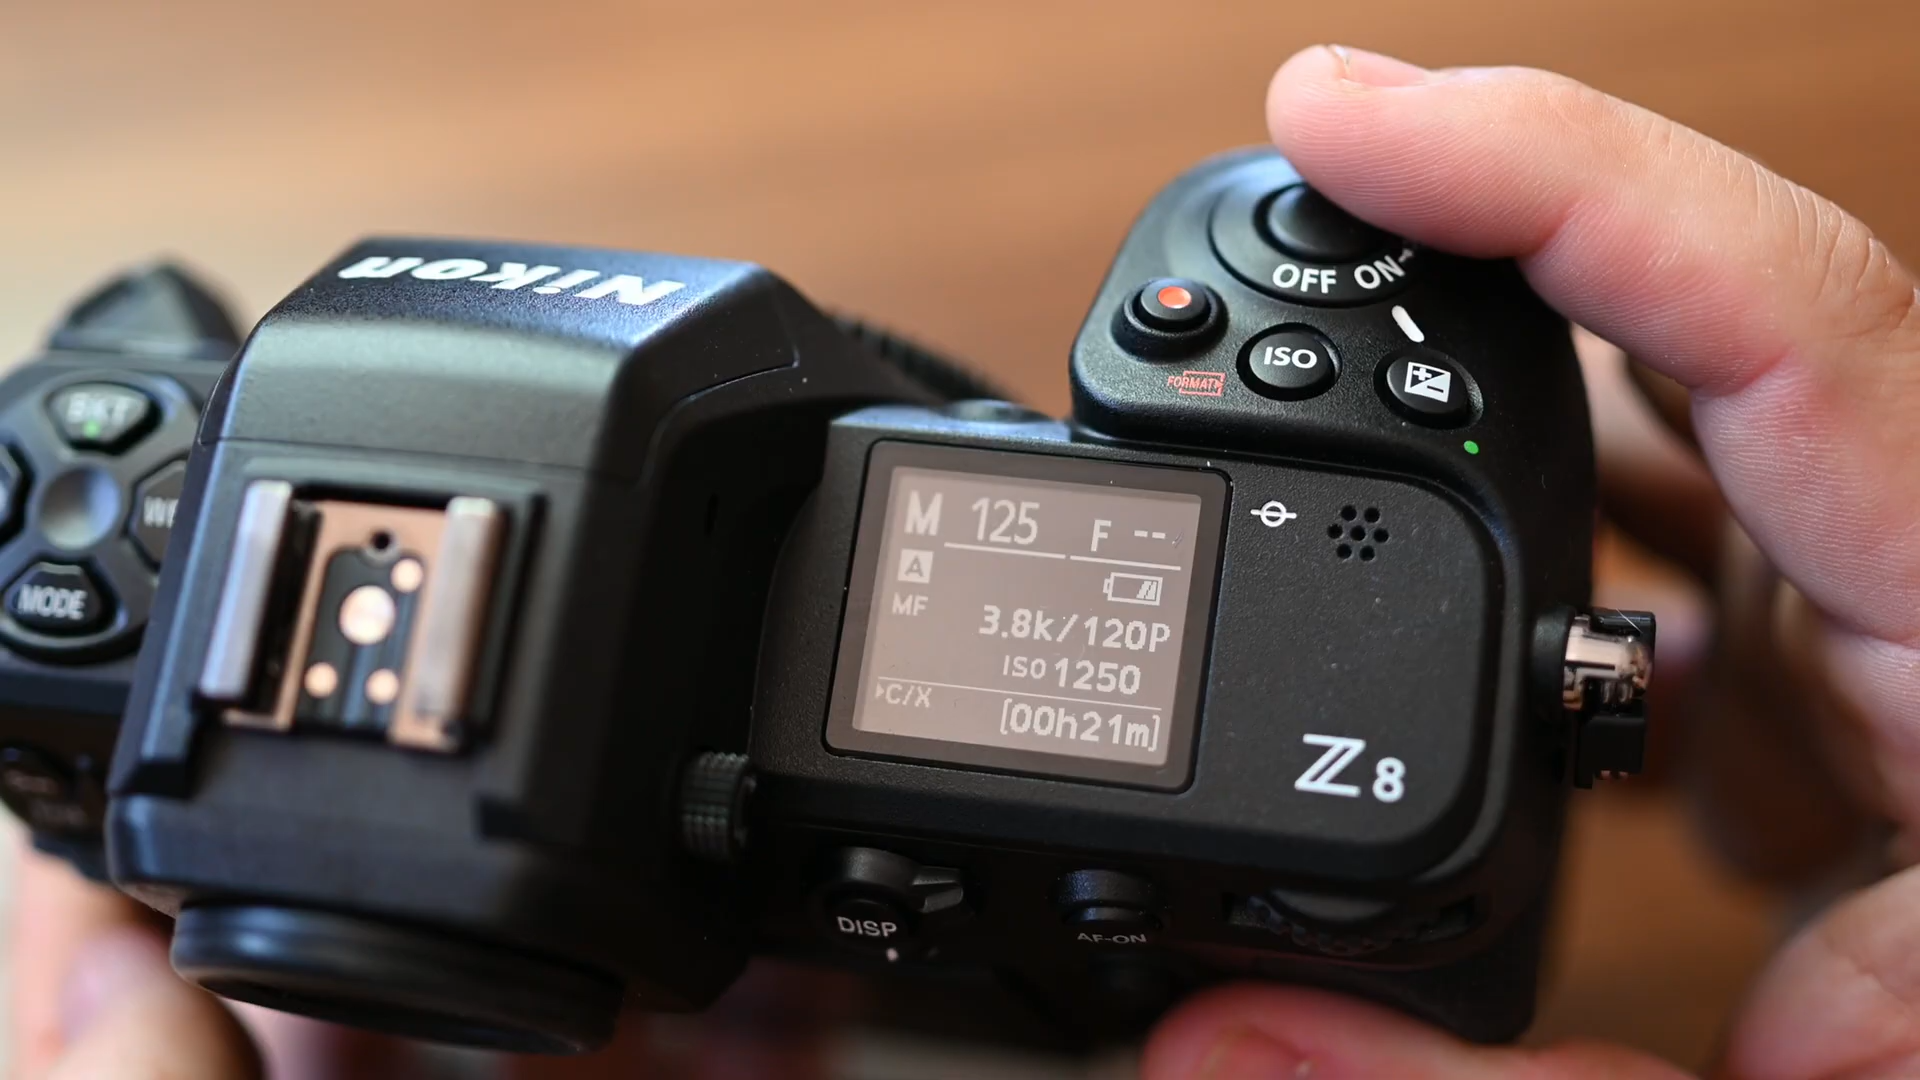 Nikon
OFF ON
ISO
FORMAT
BKT
MODE
M 125 F --
A
MF
3.8k/120P
ISO 1250
C/X
[00h21m]
Z 8
DISP
AF-ON